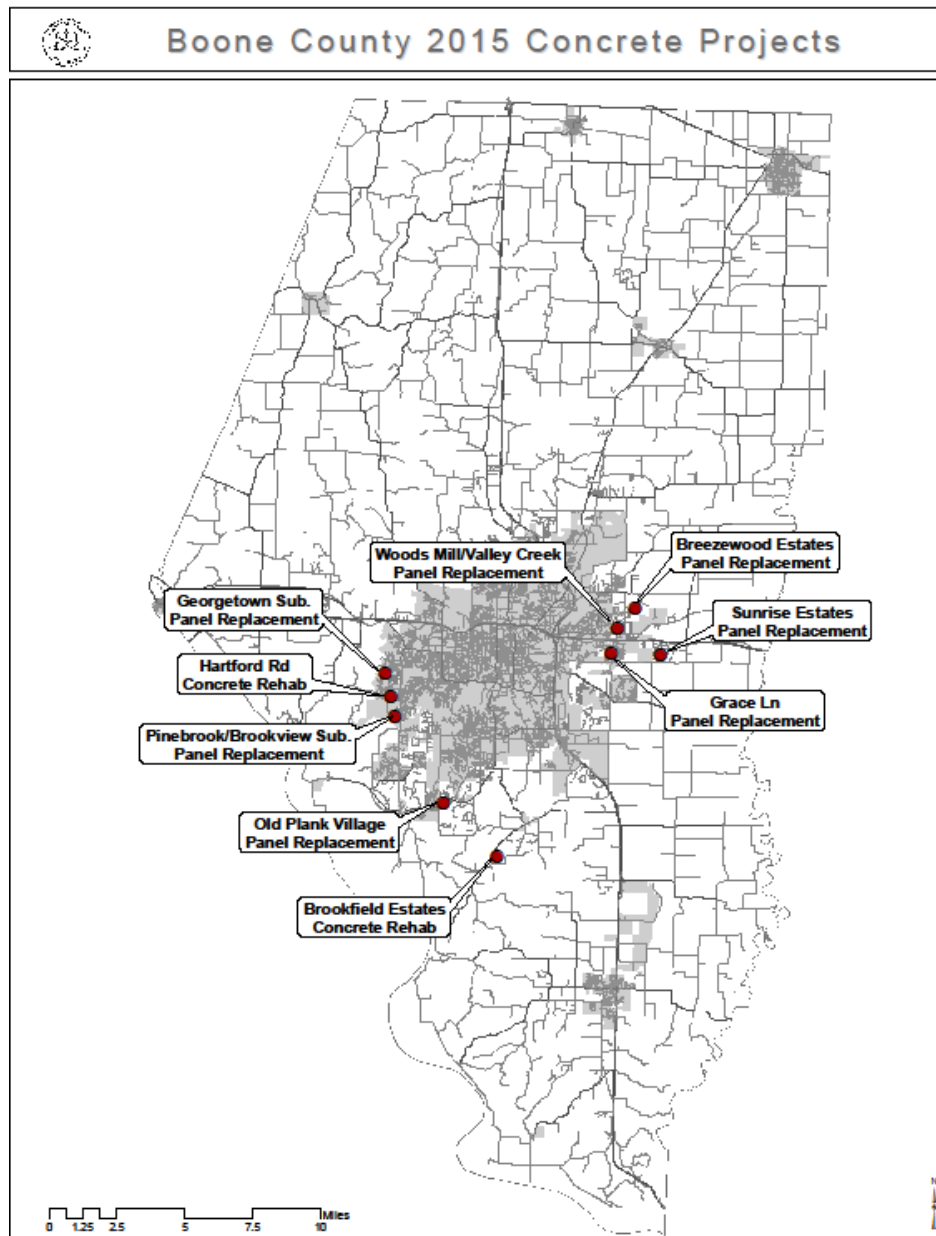 Boone County 2015 Concrete Projects
Woods Mill/Valley Creek
Panel Replacement
Breezewood Estates
Panel Replacement
Georgetown Sub.
Panel Replacement
Sunrise Estates
Panel Replacement
Hartford Rd
Concrete Rehab
Grace Ln
Panel Replacement
Pinebrook/Brookview Sub.
Panel Replacement
Old Plank Village
Panel Replacement
Brookfield Estates
Concrete Rehab
N
Miles
0 1.25 2.5 5 7.5 10